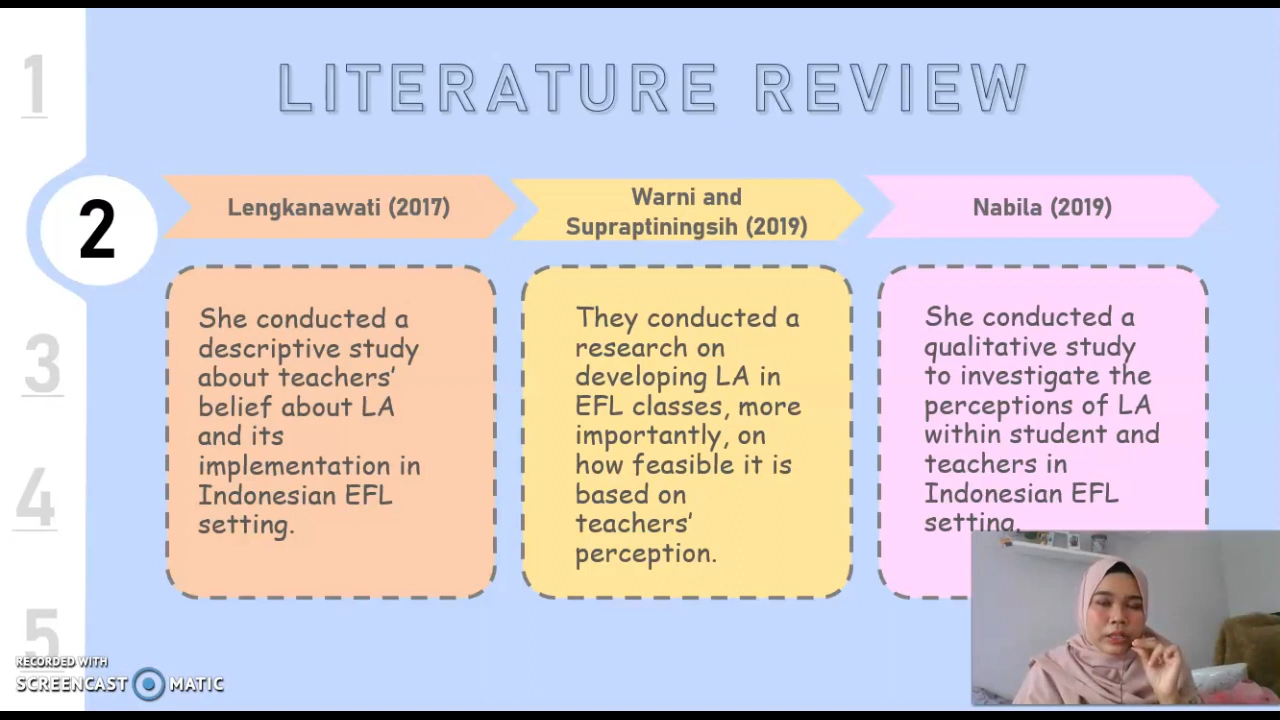 LITERATURE REVIEW
1
2
3
4
5
Lengkanawati (2017)
She conducted a
descriptive study
about teachers'
belief about LA
and its
implementation in
Indonesian EFL
setting.
Warni and
Supraptiningsih (2019)
They conducted a
research on
developing LA in
EFL classes, more
importantly, on
how feasible it is
based on
teachers'
perception.
Nabila (2019)
She conducted a
qualitative study
to investigate the
perceptions of LA
within student and
teachers in
Indonesian EFL
setting.
RECORDED WITH
SCREENCAST MATIC